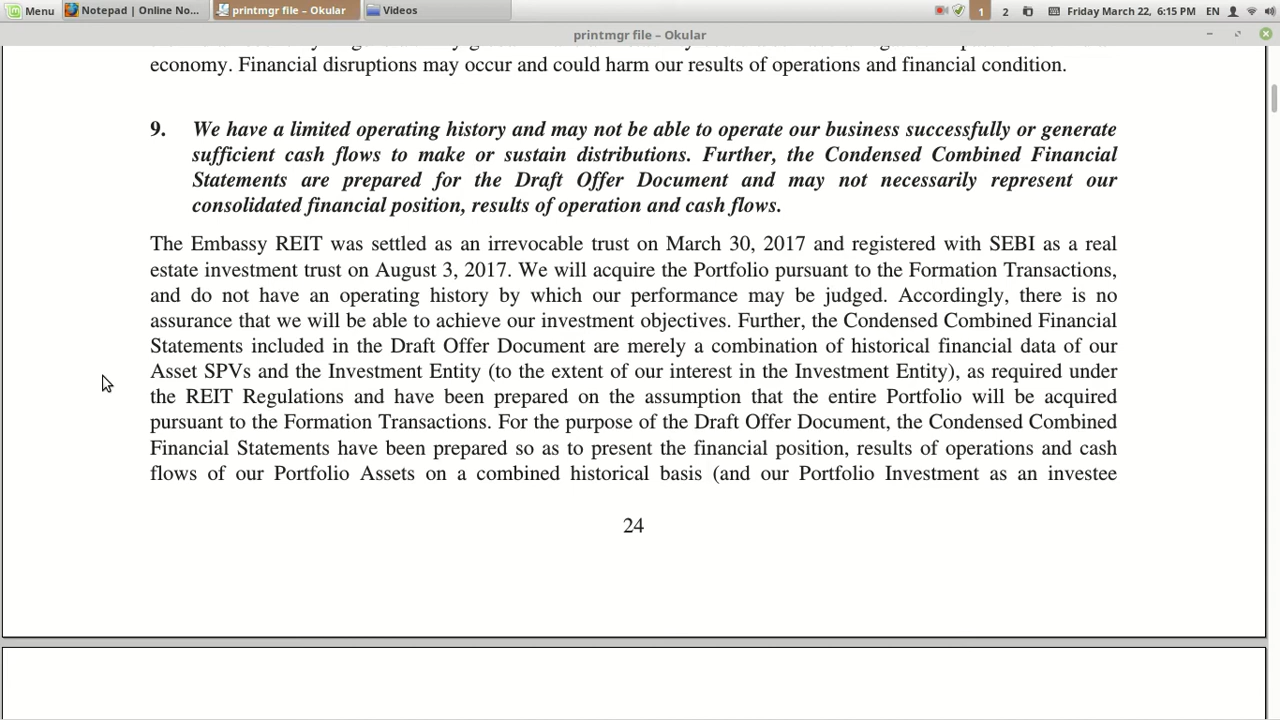 Menu
Notepad | Online No...
printmgr file – Okular
Videos
1
2
Friday March 22, 6:15 PM
EN
printmgr file – Okular
economy. Financial disruptions may occur and could harm our results of operations and financial condition.
9. We have a limited operating history and may not be able to operate our business successfully or generate
sufficient cash flows to make or sustain distributions. Further, the Condensed Combined Financial
Statements are prepared for the Draft Offer Document and may not necessarily represent our
consolidated financial position, results of operation and cash flows.
The Embassy REIT was settled as an irrevocable trust on March 30, 2017 and registered with SEBI as a real
estate investment trust on August 3, 2017. We will acquire the Portfolio pursuant to the Formation Transactions,
and do not have an operating history by which our performance may be judged. Accordingly, there is no
assurance that we will be able to achieve our investment objectives. Further, the Condensed Combined Financial
Statements included in the Draft Offer Document are merely a combination of historical financial data of our
Asset SPVs and the Investment Entity (to the extent of our interest in the Investment Entity), as required under
the REIT Regulations and have been prepared on the assumption that the entire Portfolio will be acquired
pursuant to the Formation Transactions. For the purpose of the Draft Offer Document, the Condensed Combined
Financial Statements have been prepared so as to present the financial position, results of operations and cash
flows of our Portfolio Assets on a combined historical basis (and our Portfolio Investment as an investee
24